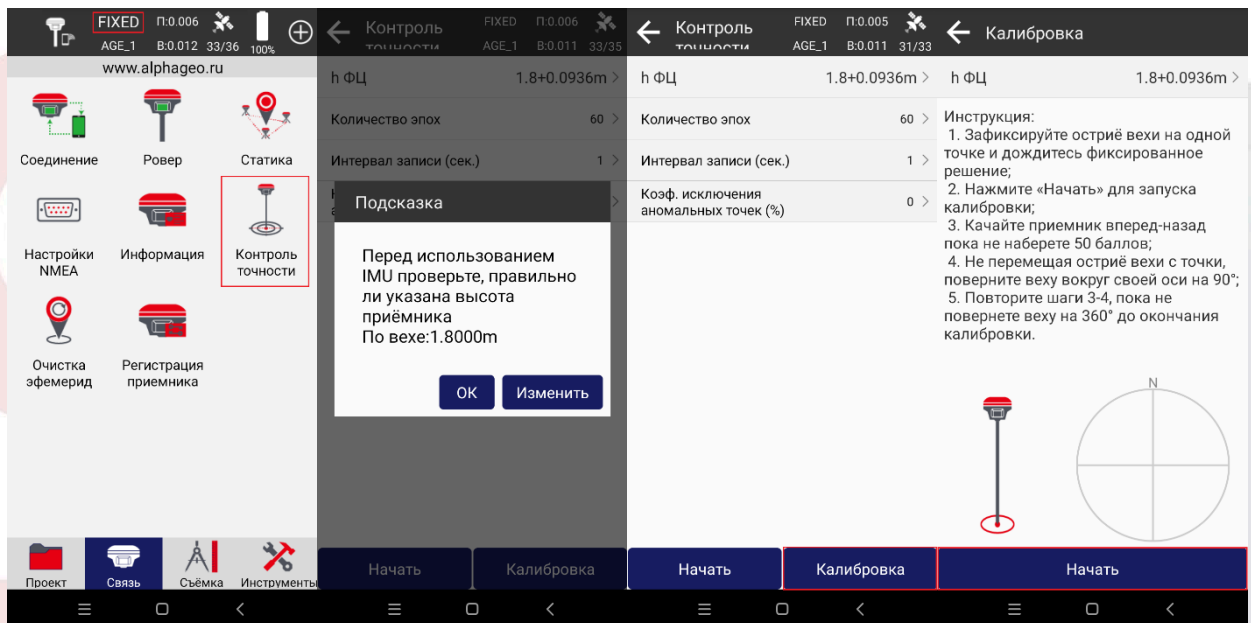 FIXED П:0.006
AGE_1 B:0.012 33/36 100%
www.alphageo.ru
Соединение
Ровер
Статика
Настройки
NMEA
Информация
Контроль
точности
Очистка
эфемерид
Регистрация
приемника
Проект
Связь
Съёмка
Инструменты
Контроль
точности
FIXED П:0.006
AGE_1 B:0.011 33/35
h ФЦ 1.8+0.0936m >
Количество эпох 60 >
Интервал записи (сек.) 1 >
Подсказка
Перед использованием
IMU проверьте, правильно
ли указана высота
приёмника
По вехе:1.8000m
ОК
Изменить
Начать
Калибровка
Контроль
точности
FIXED П:0.005
AGE_1 B:0.011 31/33
h ФЦ 1.8+0.0936m >
Количество эпох 60 >
Интервал записи (сек.) 1 >
Коэф. исключения
аномальных точек (%) 0 >
Начать
Калибровка
Калибровка
h ФЦ 1.8+0.0936m >
Инструкция:
1. Зафиксируйте остриё вехи на одной
точке и дождитесь фиксированное
решение;
2. Нажмите «Начать» для запуска
калибровки;
3. Качайте приемник вперед-назад
пока не наберете 50 баллов;
4. Не перемещая остриё вехи с точки,
поверните веху вокруг своей оси на 90°;
5. Повторите шаги 3-4, пока не
повернете веху на 360° до окончания
калибровки.
N
Начать